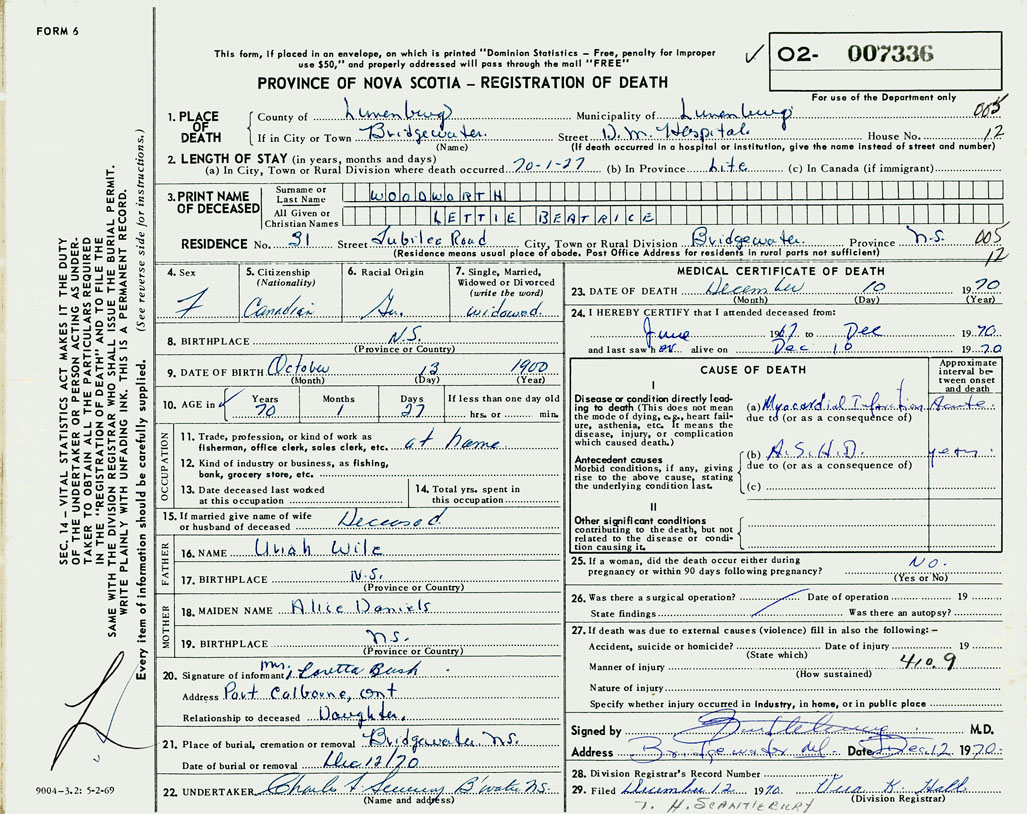 FORM 6
This form, if placed in an envelope, on which is printed "Dominion Statistics – Free, penalty for improper
use $50," and properly addressed will pass through the mail "FREE"
✓ O2- 007336
PROVINCE OF NOVA SCOTIA – REGISTRATION OF DEATH
For use of the Department only
1. PLACE OF DEATH
County of Lunenburg Municipality of Lunenburg 005
If in City or Town Bridgewater. Street D. M. Hospital House No. 12
(Name) (If death occurred in a hospital or institution, give the name instead of street and number)
2. LENGTH OF STAY (in years, months and days)
(a) In City, Town or Rural Division where death occurred 70-1-27 (b) In Province Life (c) In Canada (if immigrant)
3. PRINT NAME OF DECEASED
Surname or Last Name WOODWORTH
All Given or Christian Names LETTIE BEATRICE
RESIDENCE No. 31 Street Jubilee Road City, Town or Rural Division Bridgewater Province N.S. 005
(Residence means usual place of abode. Post Office Address for residents in rural parts not sufficient) 12
4. Sex F
5. Citizenship (Nationality) Canadian
6. Racial Origin Ger.
7. Single, Married, Widowed or Divorced (write the word) Widowed.
8. BIRTHPLACE N.S.
(Province or Country)
9. DATE OF BIRTH October 13 1900
(Month) (Day) (Year)
10. AGE in Years Months Days If less than one day old
70 1 27 hrs. or min.
OCCUPATION
11. Trade, profession, or kind of work as fisherman, office clerk, sales clerk, etc. at home
12. Kind of industry or business, as fishing, bank, grocery store, etc.
13. Date deceased last worked at this occupation
14. Total yrs. spent in this occupation
15. If married give name of wife or husband of deceased Deceased.
FATHER
16. NAME Uriah Wile
17. BIRTHPLACE N.S.
(Province or Country)
MOTHER
18. MAIDEN NAME Alice Daniels
19. BIRTHPLACE N.S.
(Province or Country)
20. Signature of informant Mrs. Loretta Bush
Address Port Colborne, Ont
Relationship to deceased Daughter.
21. Place of burial, cremation or removal Bridgewater, N.S.
Date of burial or removal Dec 12/70
22. UNDERTAKER Charles B'water N.S.
(Name and address)
MEDICAL CERTIFICATE OF DEATH
23. DATE OF DEATH December 10 1970
(Month) (Day) (Year)
24. I HEREBY CERTIFY that I attended deceased from:
June 1967 to Dec 1970
and last saw her alive on Dec 10 1970
CAUSE OF DEATH
Approximate interval between onset and death
I
Disease or condition directly leading to death (This does not mean the mode of dying, e.g., heart failure, asthenia, etc. It means the disease, injury, or complication which caused death.)
(a) Myocardial Infarction Acute
due to (or as a consequence of)
Antecedent causes
Morbid conditions, if any, giving rise to the above cause, stating the underlying condition last.
(b) A.S.H.D. years
due to (or as a consequence of)
(c)
II
Other significant conditions contributing to the death, but not related to the disease or condition causing it.
25. If a woman, did the death occur either during pregnancy or within 90 days following pregnancy? No.
(Yes or No)
26. Was there a surgical operation? Date of operation 19
State findings Was there an autopsy?
27. If death was due to external causes (violence) fill in also the following: –
Accident, suicide or homicide? Date of injury 19
(State which)
Manner of injury 410.9
(How sustained)
Nature of injury
Specify whether injury occurred in industry, in home, or in public place
Signed by M.D.
Address Bridgewater Date Dec 12 1970.
28. Division Registrar's Record Number
29. Filed December 12 1970. Vera K. Hall
(Division Registrar)
J. H. SCANTLEBURY
SEC. 14 – VITAL STATISTICS ACT MAKES IT THE DUTY
OF THE UNDERTAKER OR PERSON ACTING AS UNDER-
TAKER TO OBTAIN ALL THE PARTICULARS REQUIRED
IN THE "REGISTRATION OF DEATH" AND TO FILE THE
SAME WITH THE DIVISION REGISTRAR WHO SHALL ISSUE THE BURIAL PERMIT.
WRITE PLAINLY WITH UNFADING INK. THIS IS A PERMANENT RECORD.
Every item of information should be carefully supplied. (See reverse side for instructions.)
9004-3.2: 5-2-69